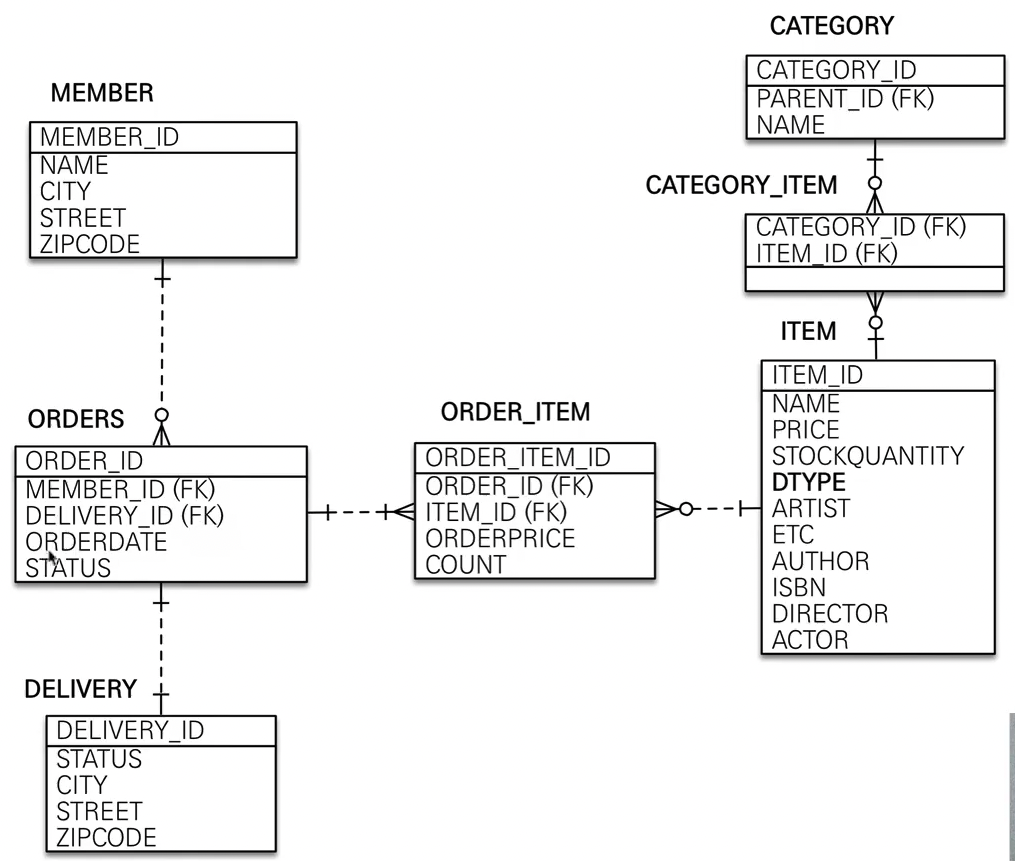 MEMBER
MEMBER_ID
NAME
CITY
STREET
ZIPCODE
ORDERS
ORDER_ID
MEMBER_ID (FK)
DELIVERY_ID (FK)
ORDERDATE
STATUS
DELIVERY
DELIVERY_ID
STATUS
CITY
STREET
ZIPCODE
ORDER_ITEM
ORDER_ITEM_ID
ORDER_ID (FK)
ITEM_ID (FK)
ORDERPRICE
COUNT
CATEGORY
CATEGORY_ID
PARENT_ID (FK)
NAME
CATEGORY_ITEM
CATEGORY_ID (FK)
ITEM_ID (FK)
ITEM
ITEM_ID
NAME
PRICE
STOCKQUANTITY
DTYPE
ARTIST
ETC
AUTHOR
ISBN
DIRECTOR
ACTOR